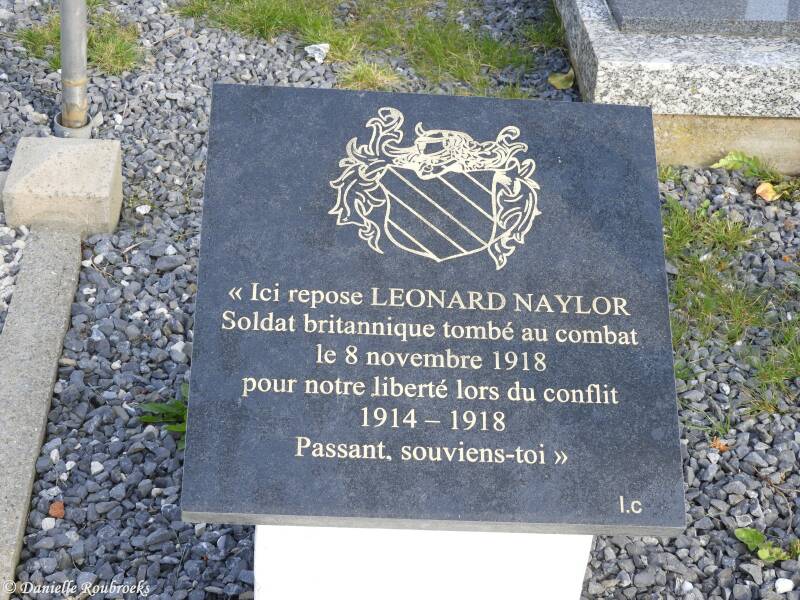 « Ici repose LEONARD NAYLOR
Soldat britannique tombé au combat
le 8 novembre 1918
pour notre liberté lors du conflit
1914 – 1918
Passant, souviens-toi »
l.c
© Danielle Roubroeks